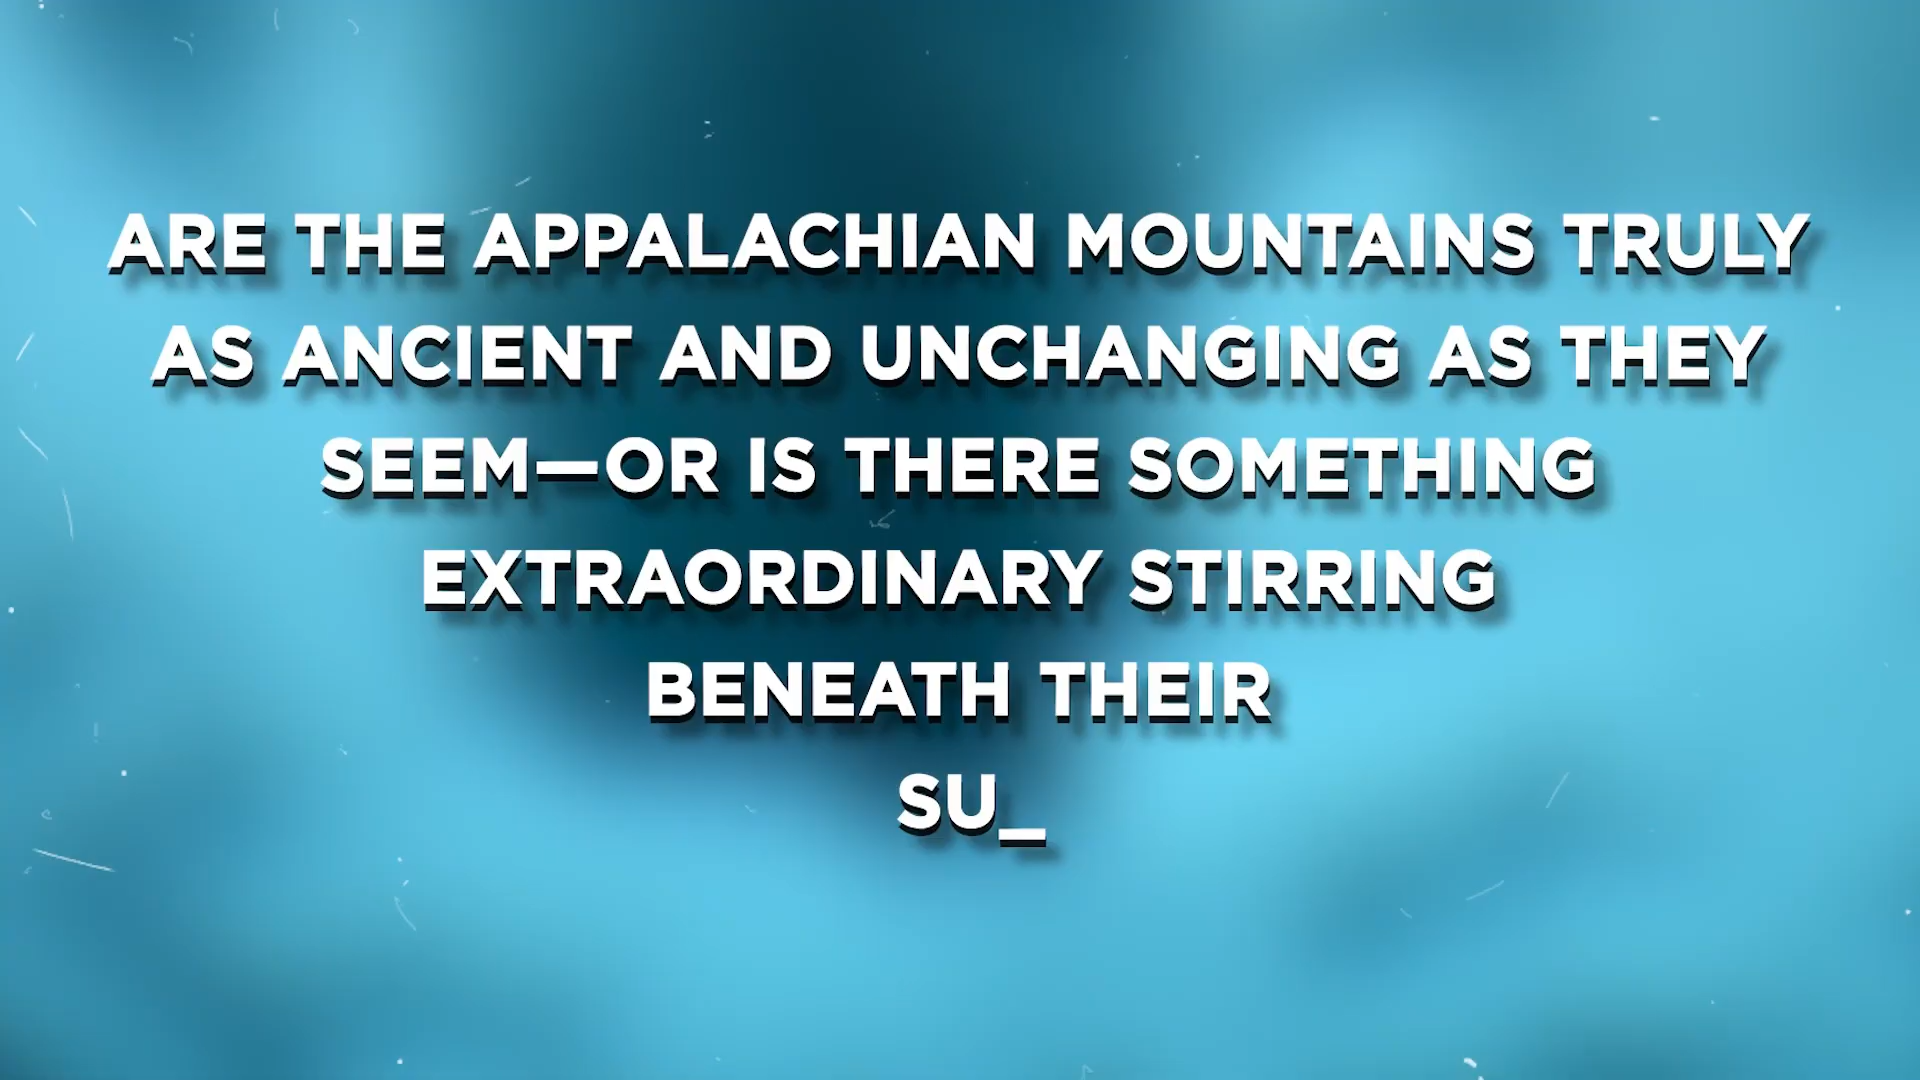 ARE THE APPALACHIAN MOUNTAINS TRULY
AS ANCIENT AND UNCHANGING AS THEY
SEEM—OR IS THERE SOMETHING
EXTRAORDINARY STIRRING
BENEATH THEIR
SU_